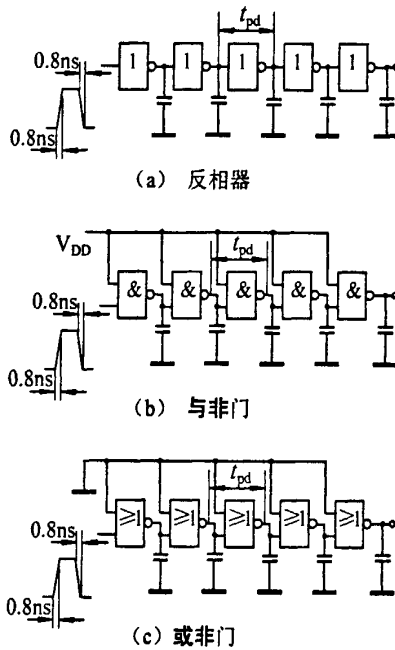 t_pd
0.8ns
1 1 1 1 1
0.8ns
(a) 反相器
V_DD
t_pd
0.8ns
& & & & &
0.8ns
(b) 与非门
t_pd
0.8ns
≥1 ≥1 ≥1 ≥1 ≥1
0.8ns
(c) 或非门